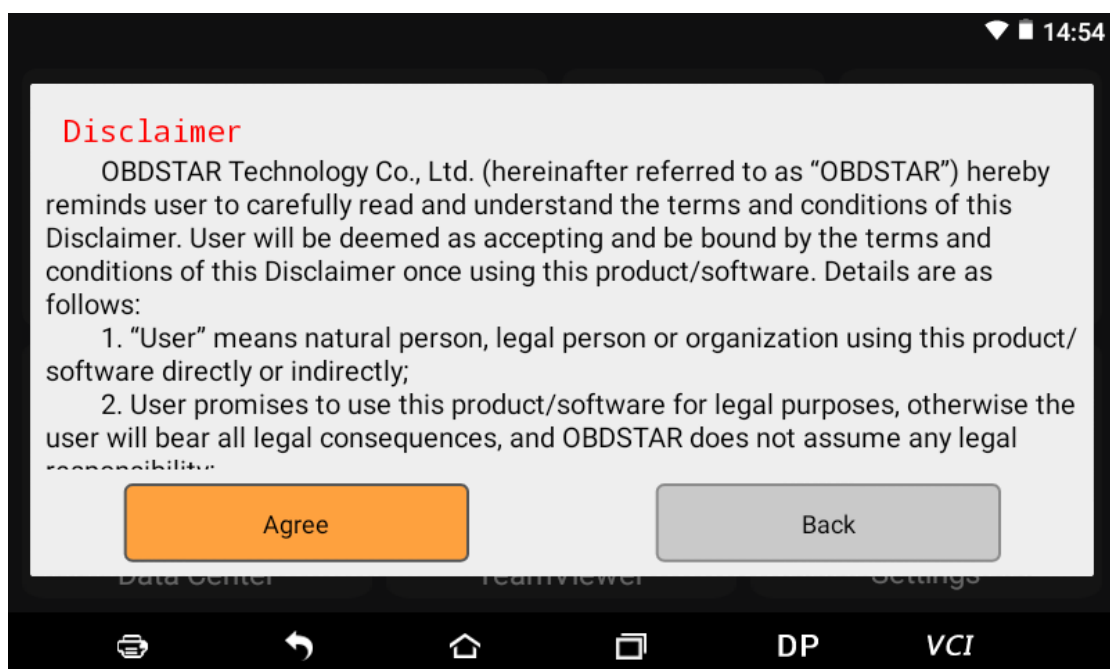 14:54
Disclaimer
OBDSTAR Technology Co., Ltd. (hereinafter referred to as “OBDSTAR”) hereby
reminds user to carefully read and understand the terms and conditions of this
Disclaimer. User will be deemed as accepting and be bound by the terms and
conditions of this Disclaimer once using this product/software. Details are as
follows:
1. “User” means natural person, legal person or organization using this product/
software directly or indirectly;
2. User promises to use this product/software for legal purposes, otherwise the
user will bear all legal consequences, and OBDSTAR does not assume any legal
responsibility;
Agree Back
Data Center TeamViewer Settings
DP VCI